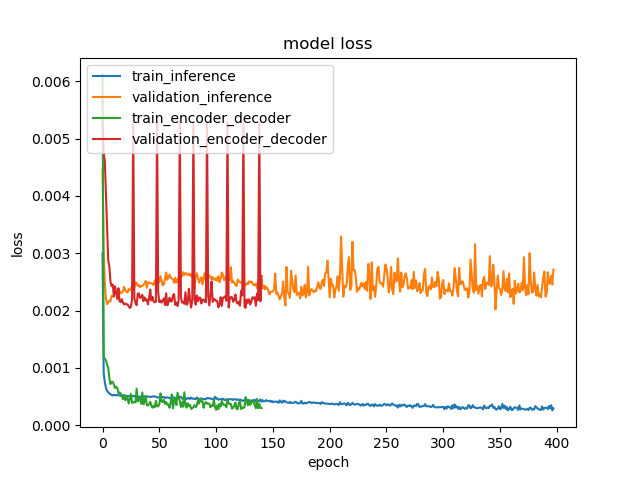 model loss
train_inference
validation_inference
train_encoder_decoder
validation_encoder_decoder
0.006
0.005
0.004
0.003
0.002
0.001
0.000
loss
0 50 100 150 200 250 300 350 400
epoch